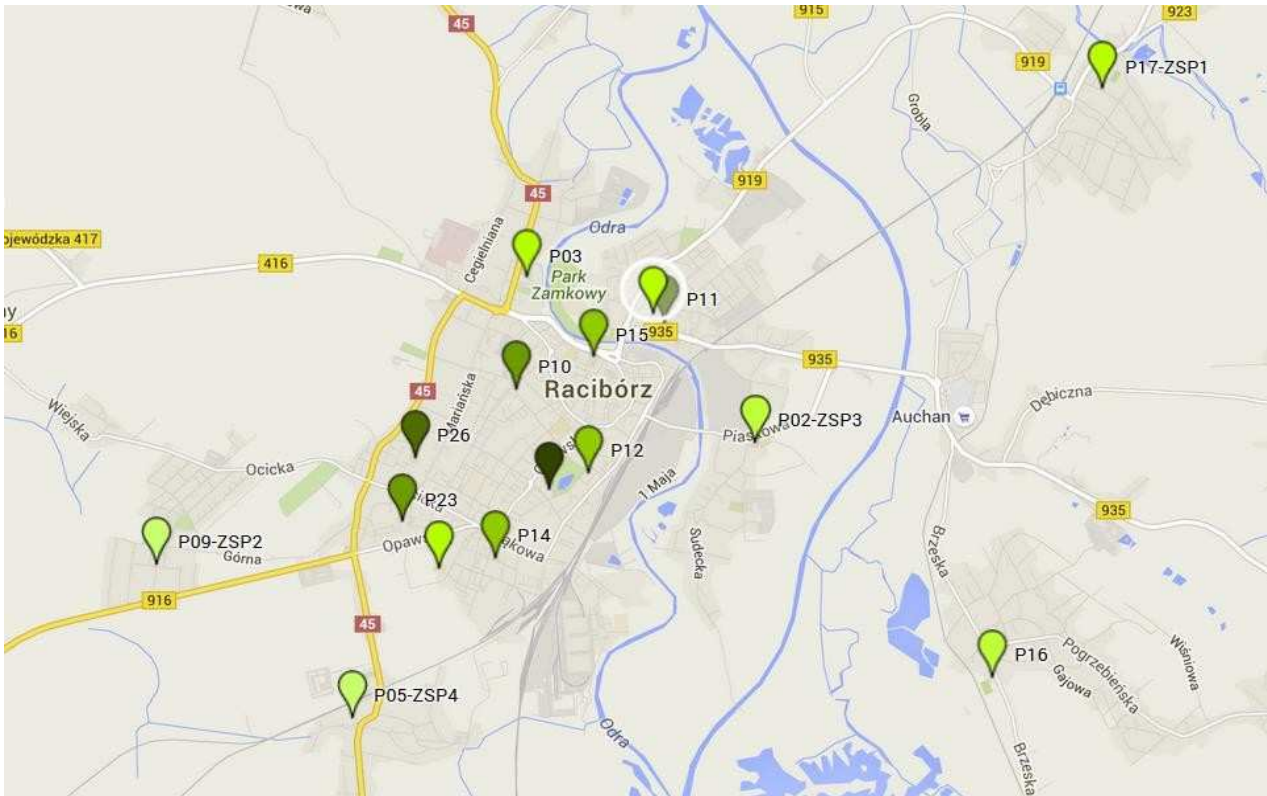 45
915
923
919
P17-ZSP1
Grobla
919
45
Odra
ojewódzka 417
Cegielniana
416
P03
Park
Zamkowy
P11
y
16
P15
935
P10
935
Racibórz
45
Mariańska
Wiejska
Auchan
Dębiczna
P02-ZSP3
Piaskowa
P26
P12
Ocicka
1 Maja
P23
935
P14
Opaws
P09-ZSP2
Górna
Sudecka
Brzeska
916
45
P16
Pogrzebieńska
Gajowa
Wiśniowa
P05-ZSP4
Odra
Brzeska